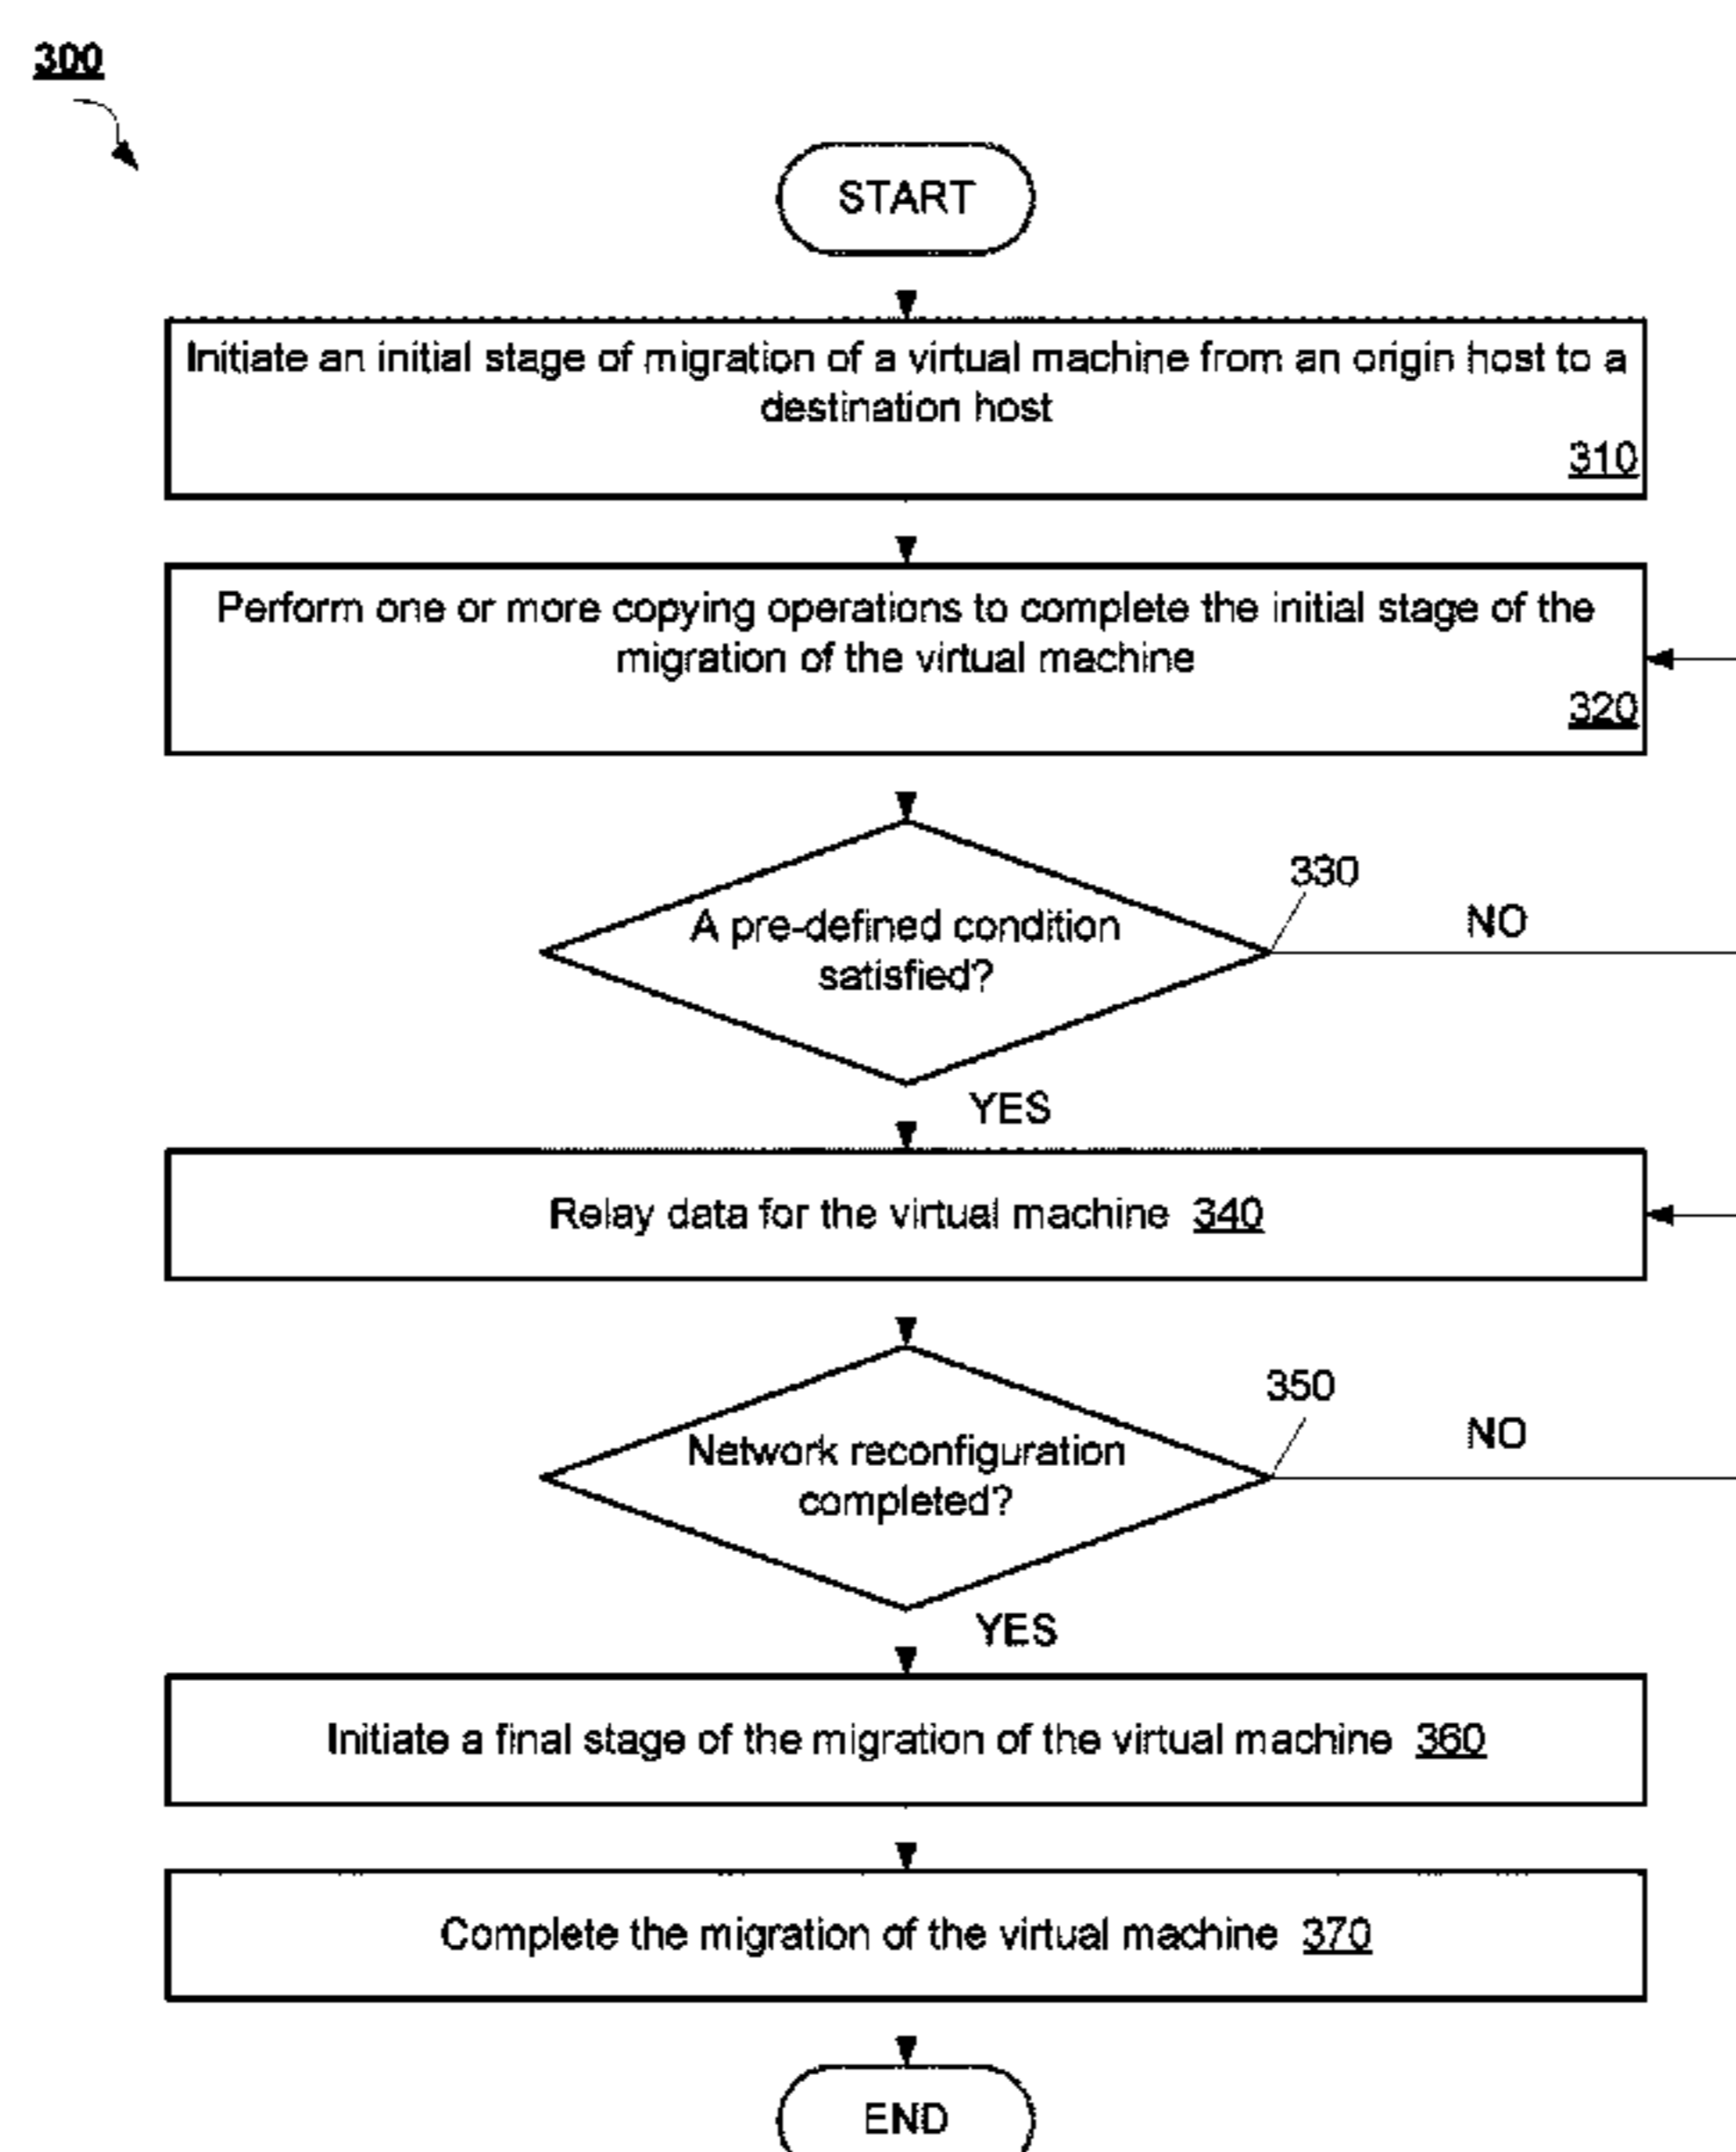 300
START
Initiate an initial stage of migration of a virtual machine from an origin host to a
destination host
310
Perform one or more copying operations to complete the initial stage of the
migration of the virtual machine
320
330
A pre-defined condition
satisfied?
NO
YES
Relay data for the virtual machine 340
350
Network reconfiguration
completed?
NO
YES
Initiate a final stage of the migration of the virtual machine 360
Complete the migration of the virtual machine 370
END